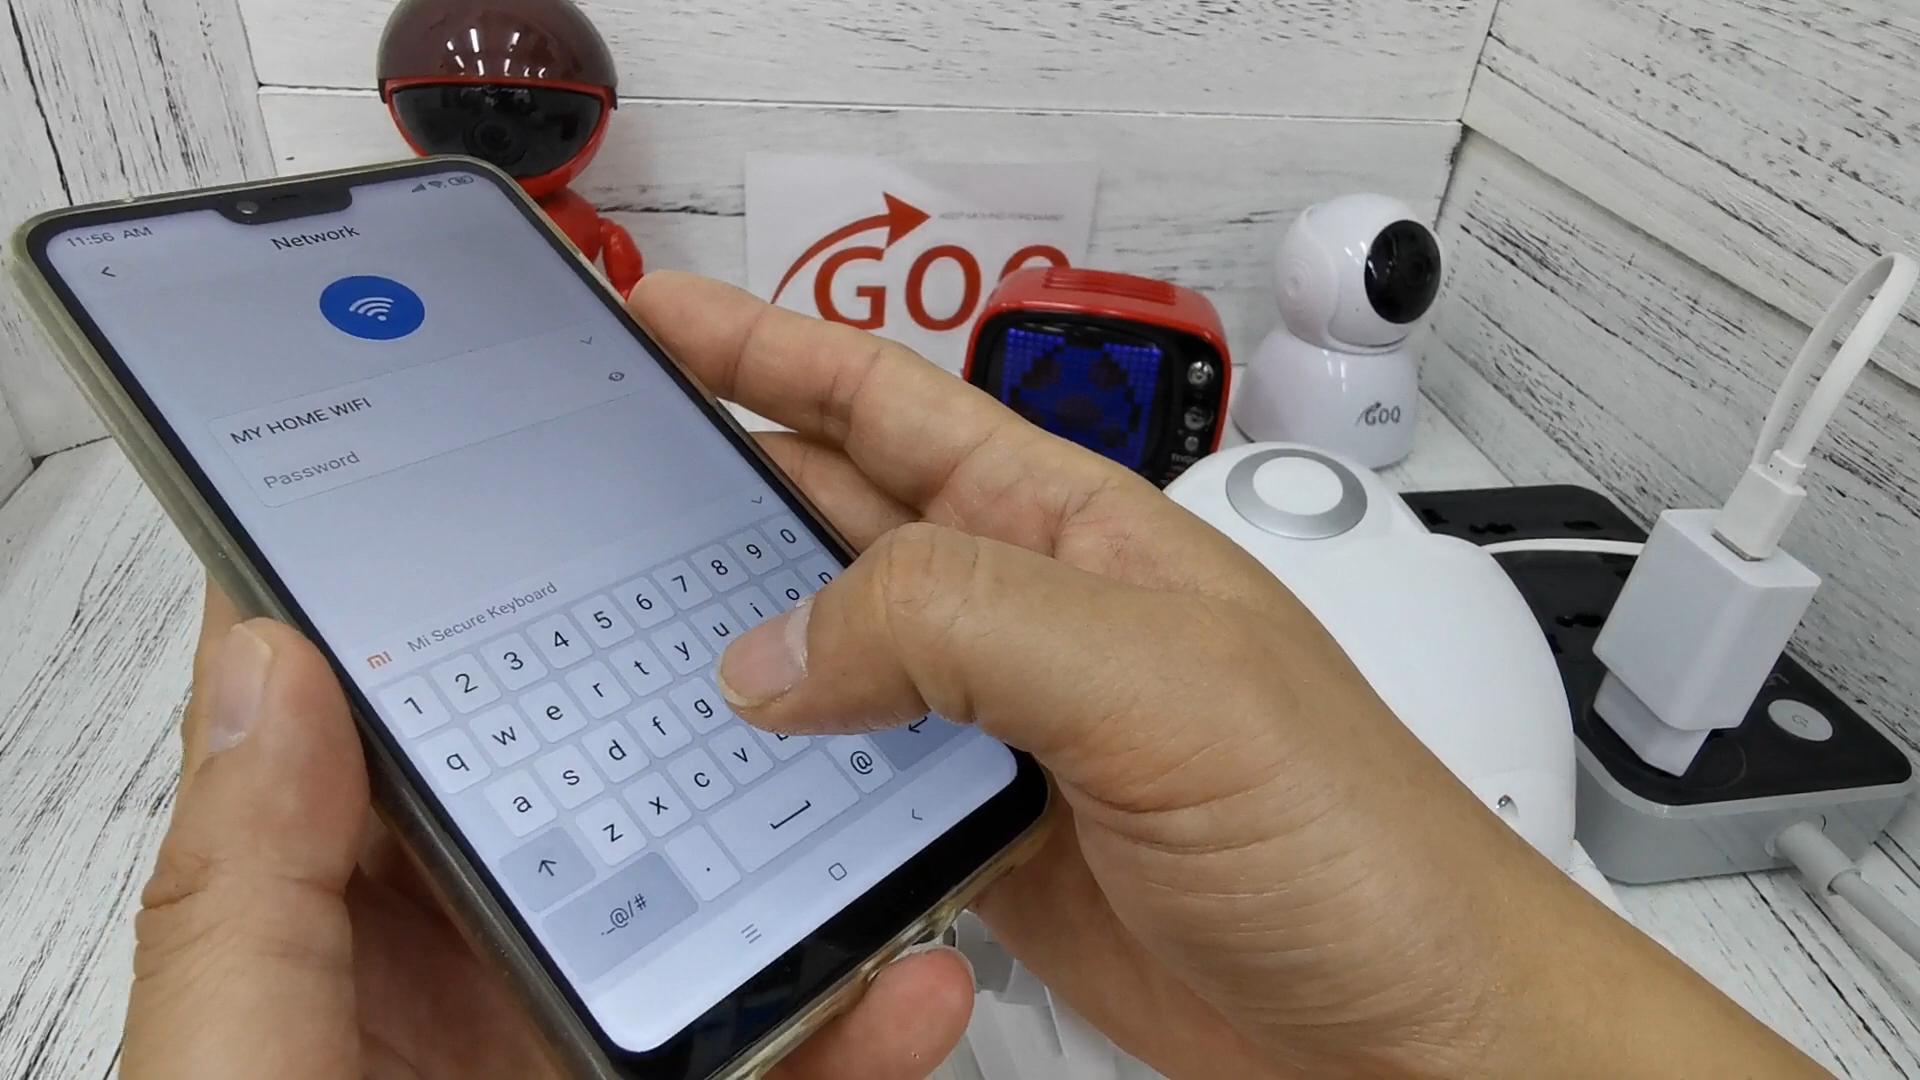 11:56 AM
Network
MY HOME WIFI
Password
Mi Secure Keyboard
1 2 3 4 5 6 7 8 9 0
q w e r t y u i o p
a s d f g
z x c v
@
._@/#
.
GOQ
GOQ